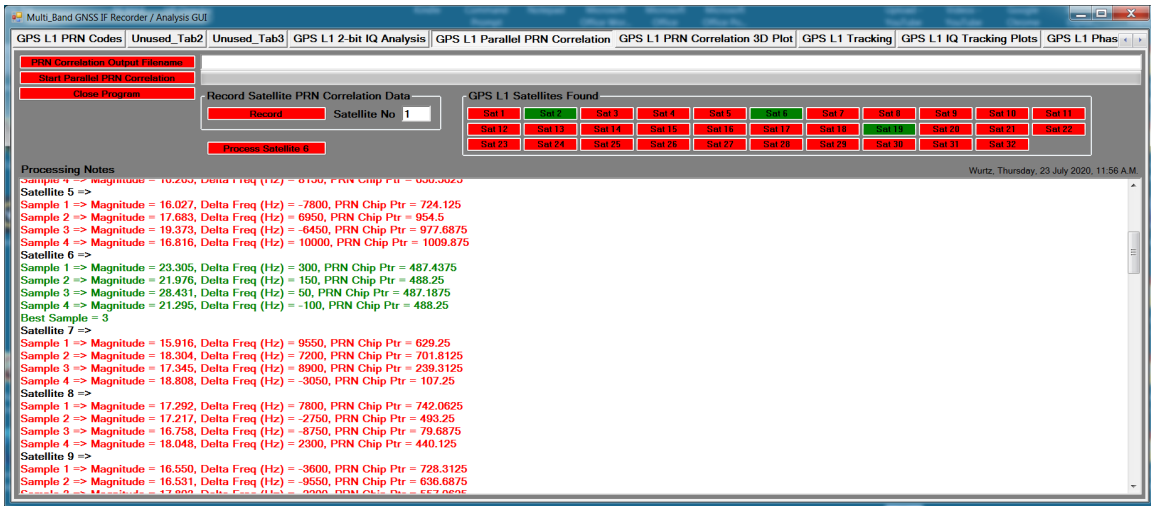 Multi_Band GNSS IF Recorder / Analysis GUI
GPS L1 PRN Codes Unused_Tab2 Unused_Tab3 GPS L1 2-bit IQ Analysis GPS L1 Parallel PRN Correlation GPS L1 PRN Correlation 3D Plot GPS L1 Tracking GPS L1 IQ Tracking Plots GPS L1 Phas
PRN Correlation Output Filename
Start Parallel PRN Correlation
Close Program
Record Satellite PRN Correlation Data
Record Satellite No 1
Process Satellite 6
GPS L1 Satellites Found
Sat 1 Sat 2 Sat 3 Sat 4 Sat 5 Sat 6 Sat 7 Sat 8 Sat 9 Sat 10 Sat 11
Sat 12 Sat 13 Sat 14 Sat 15 Sat 16 Sat 17 Sat 18 Sat 19 Sat 20 Sat 21 Sat 22
Sat 23 Sat 24 Sat 25 Sat 26 Sat 27 Sat 28 Sat 29 Sat 30 Sat 31 Sat 32
Processing Notes
Wurtz, Thursday, 23 July 2020, 11:56 A.M.
Sample 4 => Magnitude = 16.203, Delta Freq (Hz) = 8150, PRN Chip Ptr =
Satellite 5 =>
Sample 1 => Magnitude = 16.027, Delta Freq (Hz) = -7800, PRN Chip Ptr = 724.125
Sample 2 => Magnitude = 17.683, Delta Freq (Hz) = 6950, PRN Chip Ptr = 954.5
Sample 3 => Magnitude = 19.373, Delta Freq (Hz) = -6450, PRN Chip Ptr = 977.6875
Sample 4 => Magnitude = 16.816, Delta Freq (Hz) = 10000, PRN Chip Ptr = 1009.875
Satellite 6 =>
Sample 1 => Magnitude = 23.305, Delta Freq (Hz) = 300, PRN Chip Ptr = 487.4375
Sample 2 => Magnitude = 21.976, Delta Freq (Hz) = 150, PRN Chip Ptr = 488.25
Sample 3 => Magnitude = 28.431, Delta Freq (Hz) = 50, PRN Chip Ptr = 487.1875
Sample 4 => Magnitude = 21.295, Delta Freq (Hz) = -100, PRN Chip Ptr = 488.25
Best Sample = 3
Satellite 7 =>
Sample 1 => Magnitude = 15.916, Delta Freq (Hz) = 9550, PRN Chip Ptr = 629.25
Sample 2 => Magnitude = 18.304, Delta Freq (Hz) = 7200, PRN Chip Ptr = 701.8125
Sample 3 => Magnitude = 17.345, Delta Freq (Hz) = 8900, PRN Chip Ptr = 239.3125
Sample 4 => Magnitude = 18.808, Delta Freq (Hz) = -3050, PRN Chip Ptr = 107.25
Satellite 8 =>
Sample 1 => Magnitude = 17.292, Delta Freq (Hz) = 7800, PRN Chip Ptr = 742.0625
Sample 2 => Magnitude = 17.217, Delta Freq (Hz) = -2750, PRN Chip Ptr = 493.25
Sample 3 => Magnitude = 16.758, Delta Freq (Hz) = -8750, PRN Chip Ptr = 79.6875
Sample 4 => Magnitude = 18.048, Delta Freq (Hz) = 2300, PRN Chip Ptr = 440.125
Satellite 9 =>
Sample 1 => Magnitude = 16.550, Delta Freq (Hz) = -3600, PRN Chip Ptr = 728.3125
Sample 2 => Magnitude = 16.531, Delta Freq (Hz) = -9550, PRN Chip Ptr = 636.6875